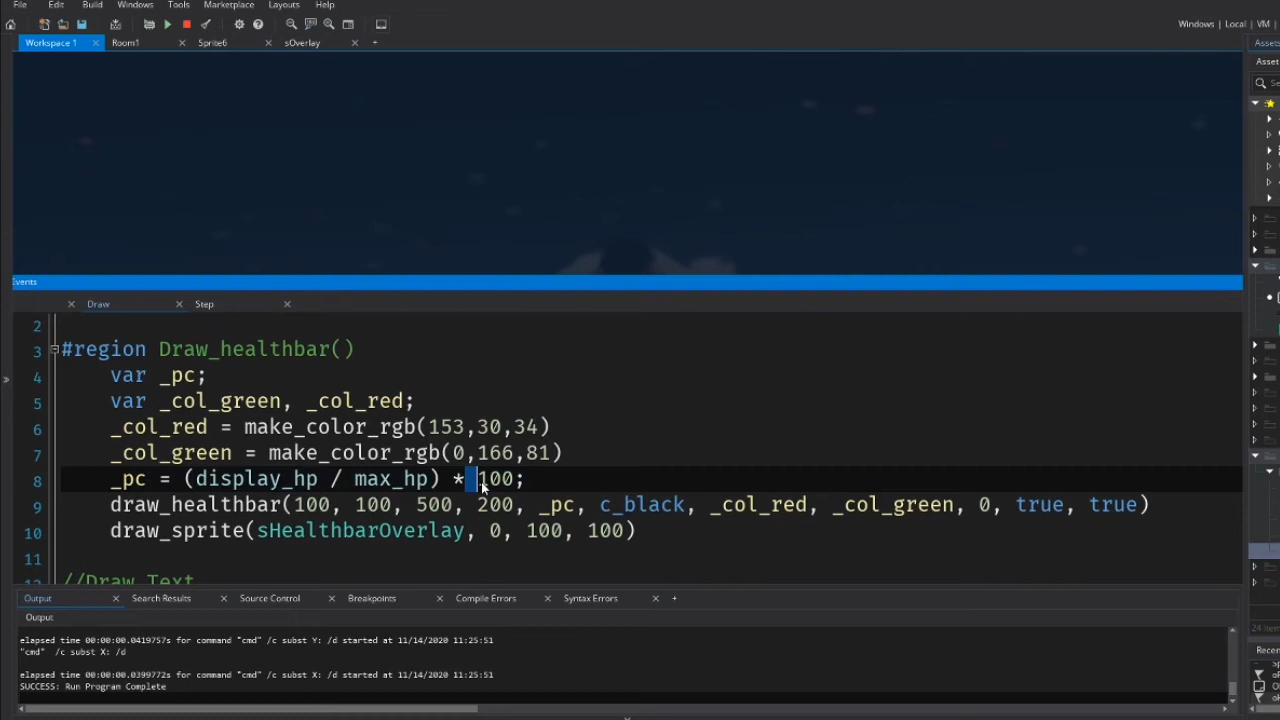 File Edit Build Windows Tools Marketplace Layouts Help
Windows | Local | VM
Workspace 1 Room1 Sprite6 sOverlay +
Assets
Events
Draw Step
2
3 #region Draw_healthbar()
4 var _pc;
5 var _col_green, _col_red;
6 _col_red = make_color_rgb(153,30,34)
7 _col_green = make_color_rgb(0,166,81)
8 _pc = (display_hp / max_hp) * 100;
9 draw_healthbar(100, 100, 500, 200, _pc, c_black, _col_red, _col_green, 0, true, true)
10 draw_sprite(sHealthbarOverlay, 0, 100, 100)
11
//Draw Text
Output Search Results Source Control Breakpoints Compile Errors Syntax Errors +
Output
elapsed time 00:00:00.0419757s for command "cmd" /c subst Y: /d started at 11/14/2020 11:25:51
"cmd" /c subst X: /d
elapsed time 00:00:00.0399772s for command "cmd" /c subst X: /d started at 11/14/2020 11:25:51
SUCCESS: Run Program Complete